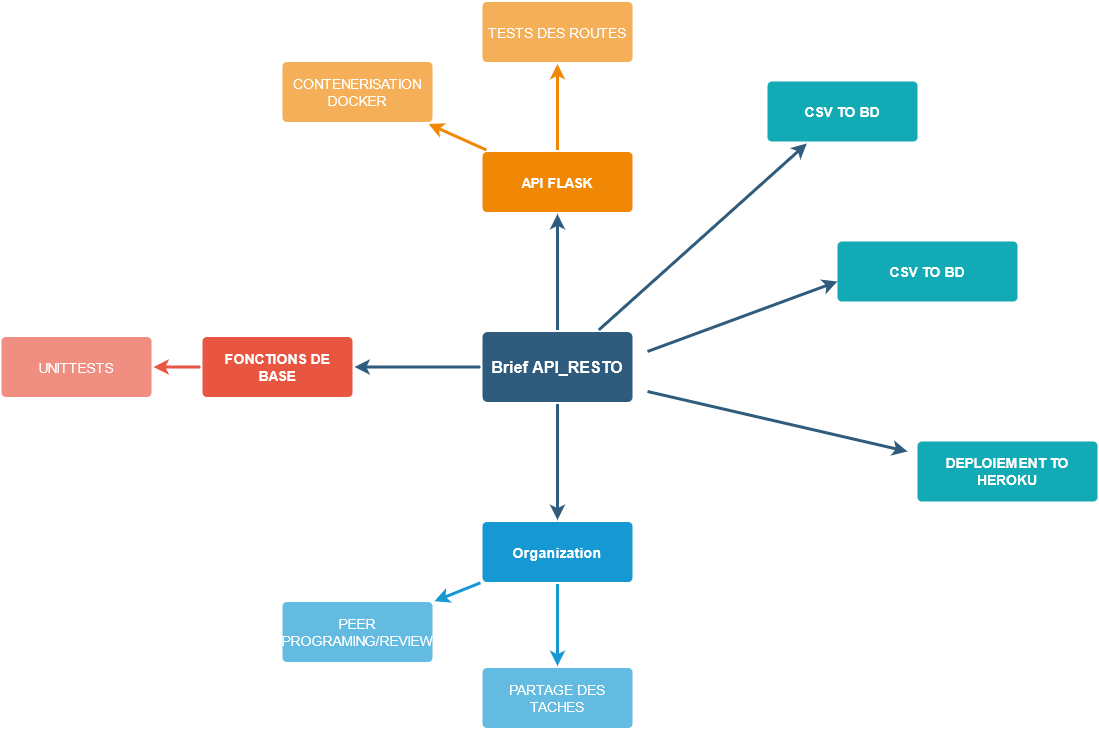 TESTS DES ROUTES
CONTENERISATION
DOCKER
CSV TO BD
API FLASK
CSV TO BD
UNITTESTS
FONCTIONS DE
BASE
Brief API_RESTO
DEPLOIEMENT TO
HEROKU
Organization
PEER
PROGRAMING/REVIEW
PARTAGE DES
TACHES